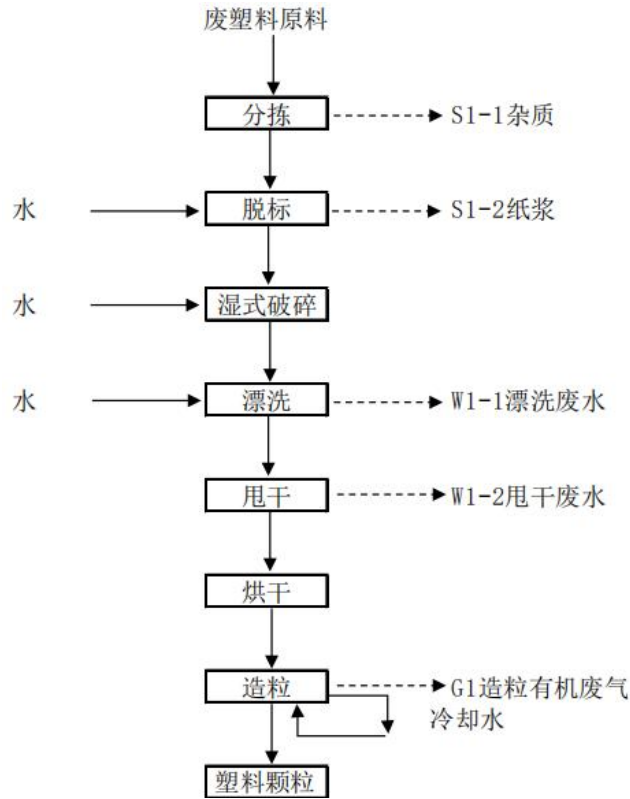 废塑料原料
分拣
S1-1杂质
水
脱标
S1-2纸浆
水
湿式破碎
水
漂洗
W1-1漂洗废水
甩干
W1-2甩干废水
烘干
造粒
G1造粒有机废气
冷却水
塑料颗粒